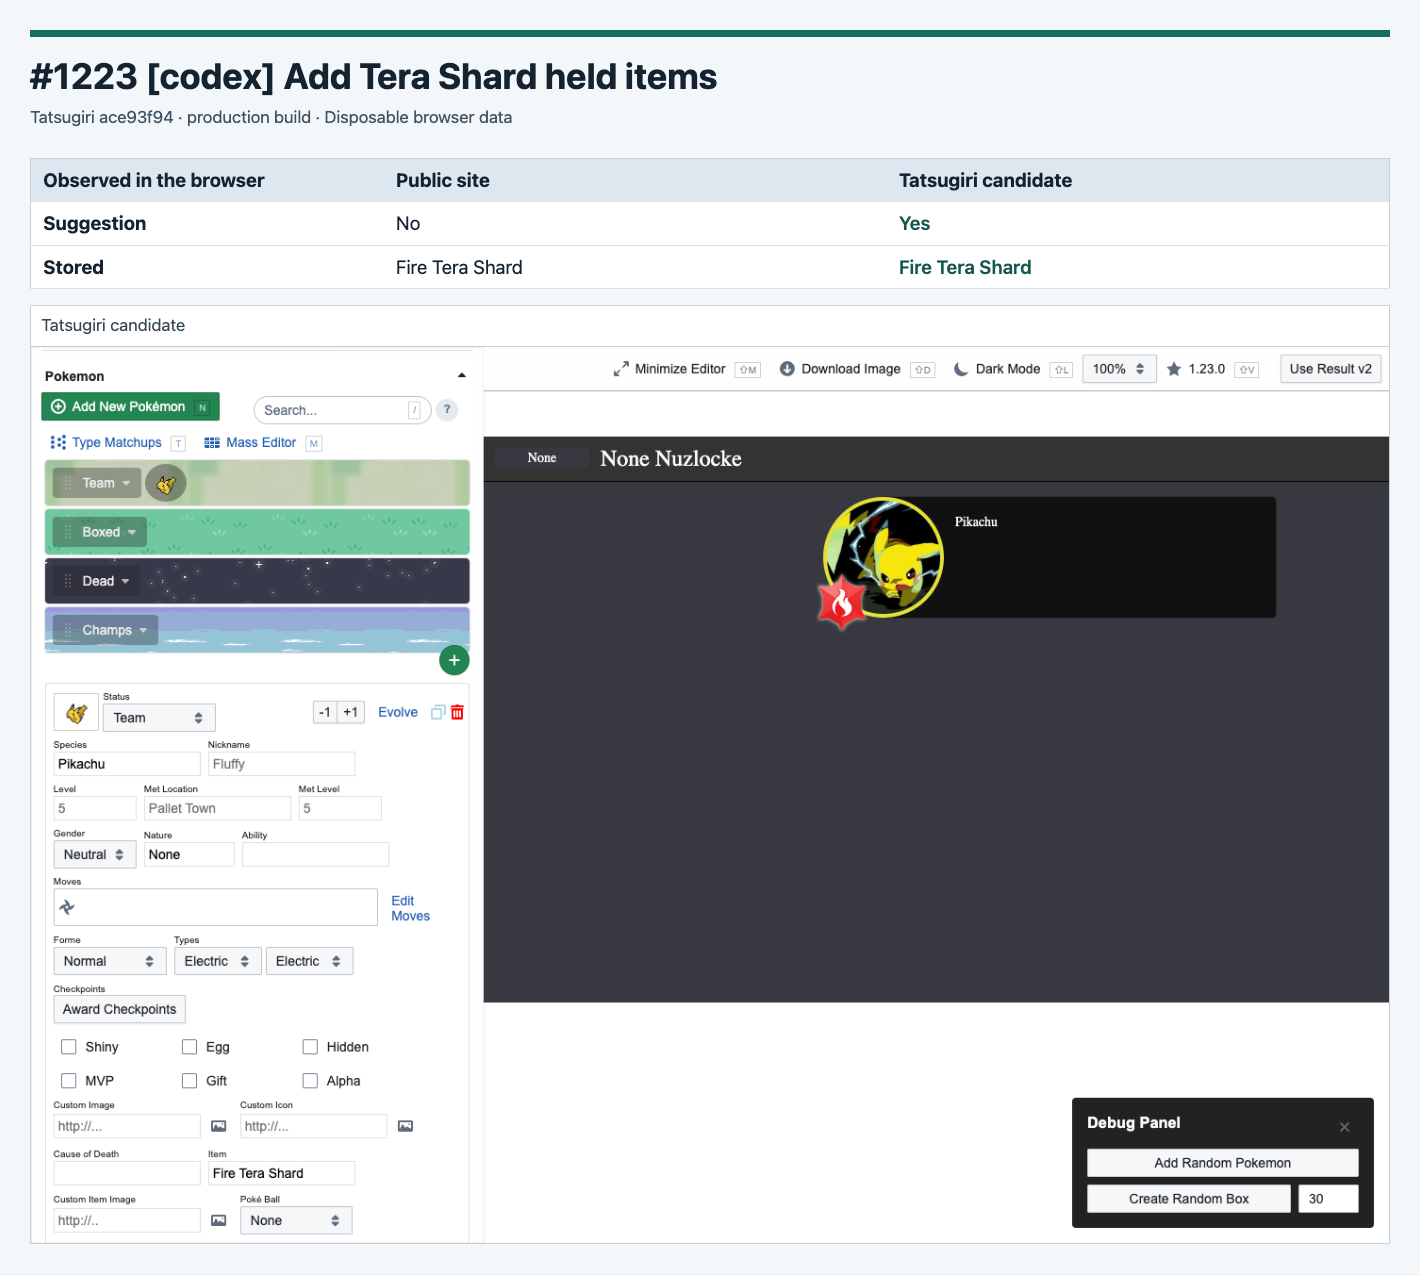 #1223 [codex] Add Tera Shard held items
Tatsugiri ace93f94 · production build · Disposable browser data
Observed in the browser Public site Tatsugiri candidate
Suggestion No Yes
Stored Fire Tera Shard Fire Tera Shard
Tatsugiri candidate
Minimize Editor ⇧M Download Image ⇧D Dark Mode ⇧L 100% 1.23.0 ⇧V Use Result v2
Pokemon
Add New Pokémon N Search... / ?
Type Matchups T Mass Editor M
None None Nuzlocke
Team
Pikachu
Boxed
Dead
Champs
+
Status
Team -1 +1 Evolve
Species Nickname
Pikachu Fluffy
Level Met Location Met Level
5 Pallet Town 5
Gender Nature Ability
Neutral None
Moves
Edit
Moves
Forme Types
Normal Electric Electric
Checkpoints
Award Checkpoints
Shiny Egg Hidden
MVP Gift Alpha
Custom Image Custom Icon
http://... http://...
Cause of Death Item
Fire Tera Shard
Custom Item Image Poké Ball
http://.. None
Debug Panel ×
Add Random Pokemon
Create Random Box 30